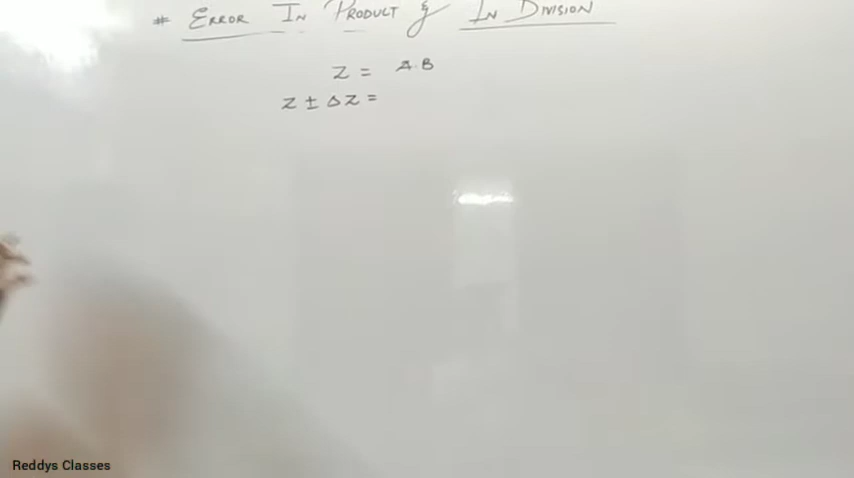 # ERROR IN PRODUCT & IN DIVISION
Z = A.B
Z ± ΔZ =
Reddys Classes